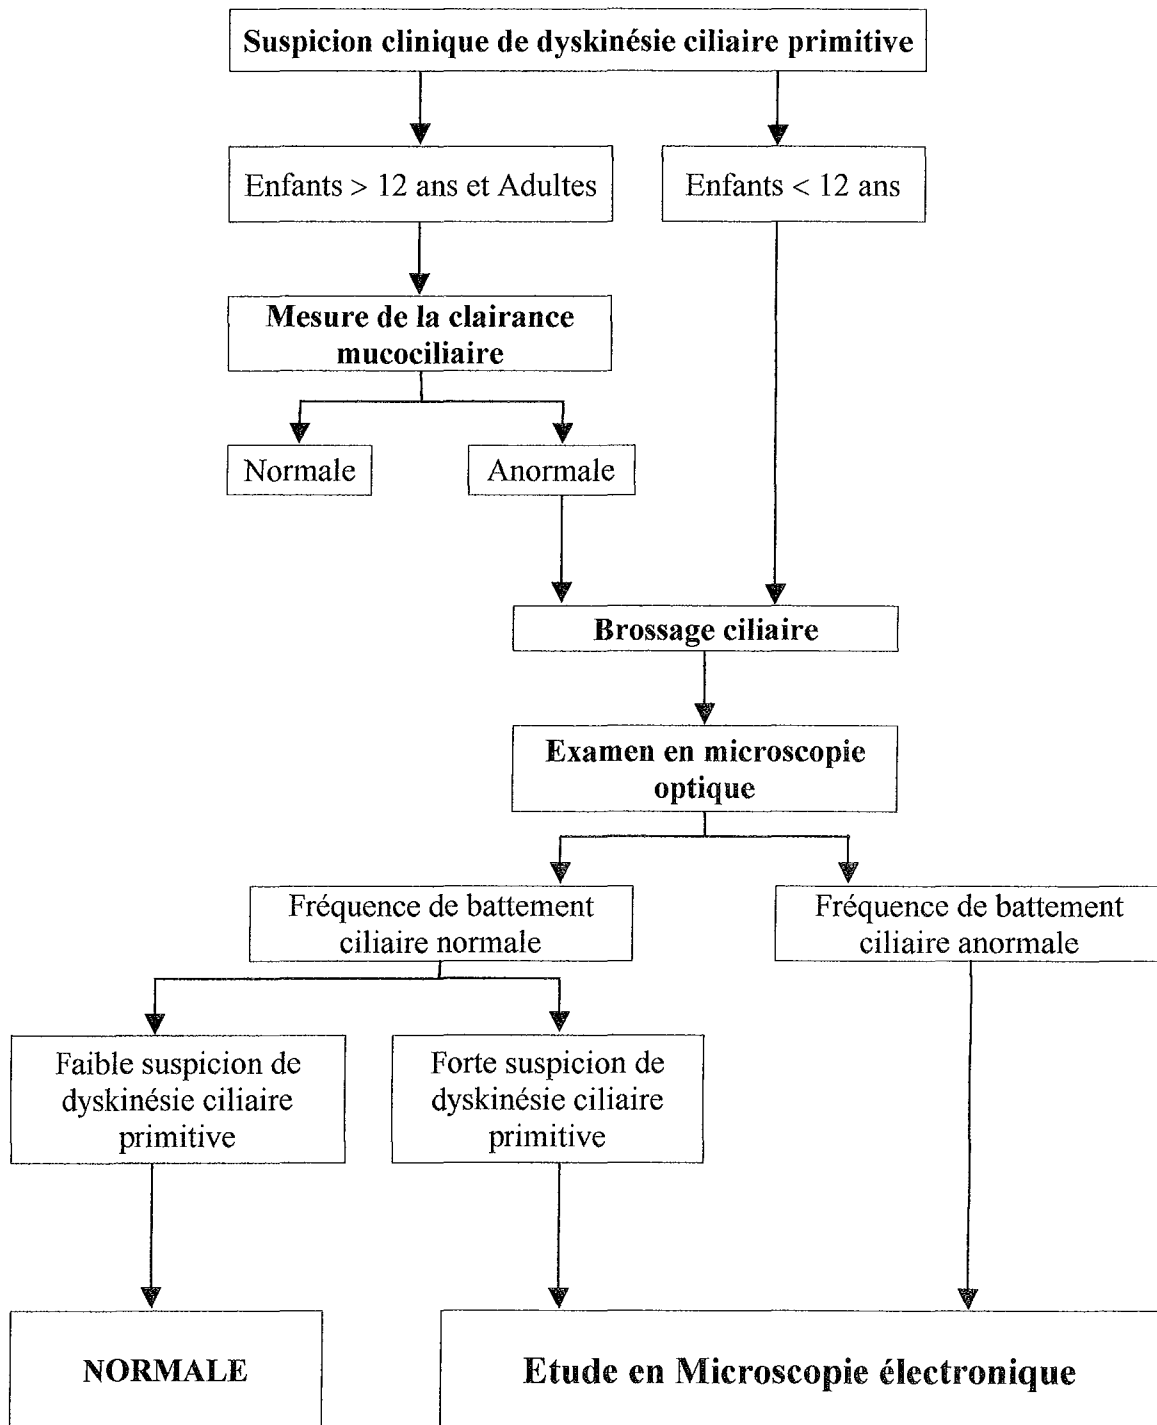 Suspicion clinique de dyskinésie ciliaire primitive
Enfants > 12 ans et Adultes
Enfants < 12 ans
Mesure de la clairance
mucociliaire
Normale
Anormale
Brossage ciliaire
Examen en microscopie
optique
Fréquence de battement
ciliaire normale
Fréquence de battement
ciliaire anormale
Faible suspicion de
dyskinésie ciliaire
primitive
Forte suspicion de
dyskinésie ciliaire
primitive
NORMALE
Etude en Microscopie électronique